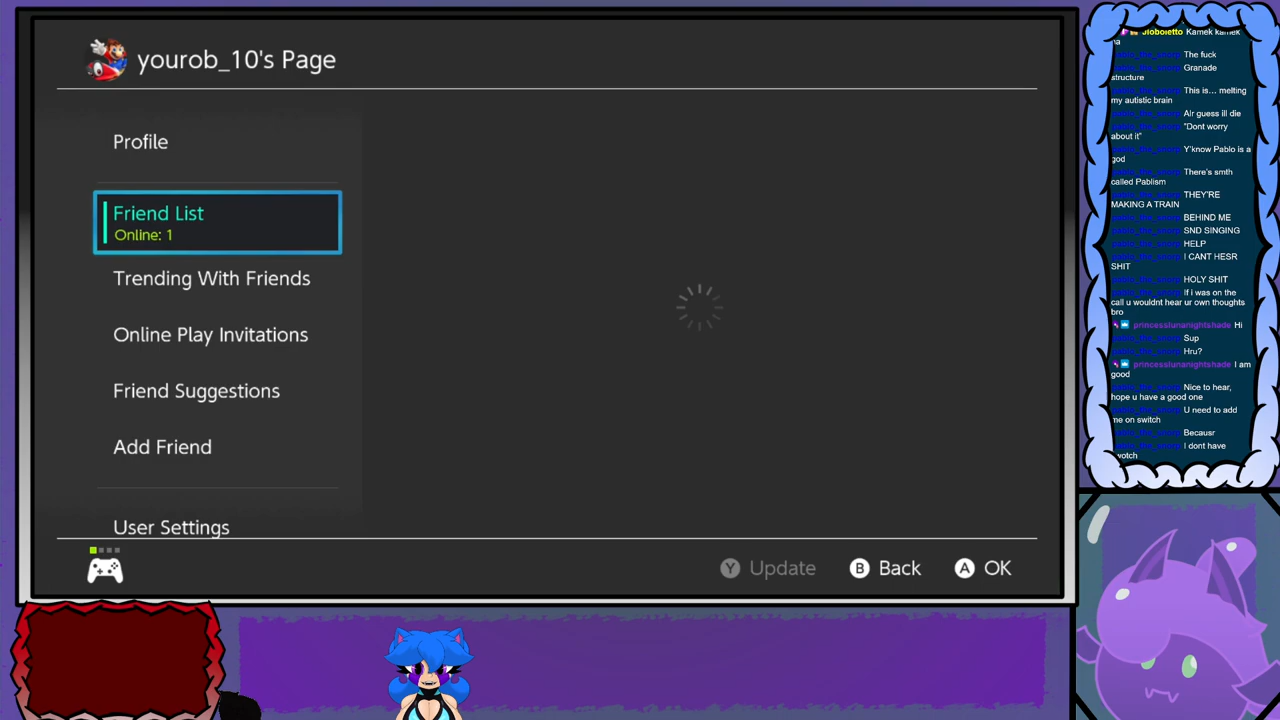 yourob_10's Page
Profile
Friend List
Online: 1
Trending With Friends
Online Play Invitations
Friend Suggestions
Add Friend
User Settings
Y Update
B Back
A OK
Kamek kamek
The fuck
Granade
structure
This is… melting
my autistic brain
Alr guess ill die
"Dont worry
about it"
Y'know Pablo is a
god
There's smth
called Pablism
THEY'RE
MAKING A TRAIN
BEHIND ME
SND SINGING
HELP
I CANT HESR
SHIT
HOLY SHIT
If i was on the
call u wouldnt hear ur own thoughts
bro
princesslunanightshade Hi
Sup
Hru?
princesslunanightshade I am
good
Nice to hear,
hope u have a good one
U need to add
me on switch
Becausr
I dont have